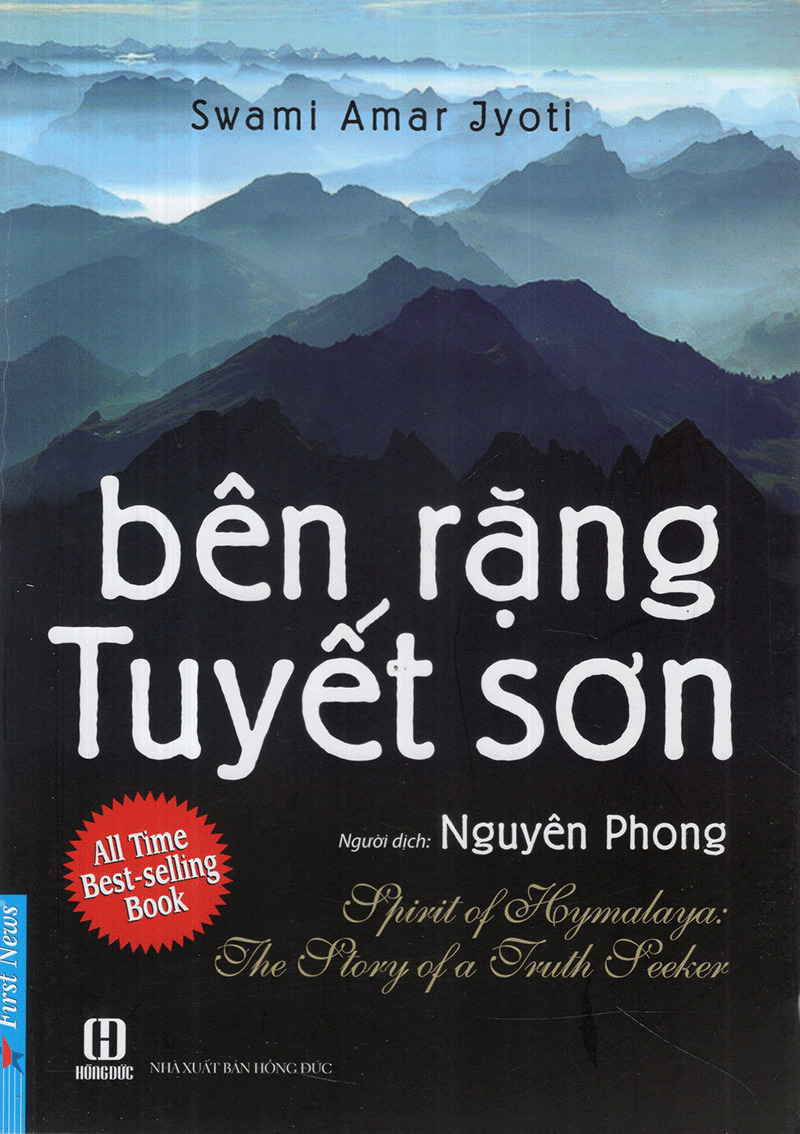 Swami Amar Jyoti
bên rặng
Tuyết sơn
Người dịch: Nguyên Phong
All Time
Best-selling
Book
Spirit of Hymalaya:
The Story of a Truth Seeker
First News
HỒNG ĐỨC
NHÀ XUẤT BẢN HỒNG ĐỨC